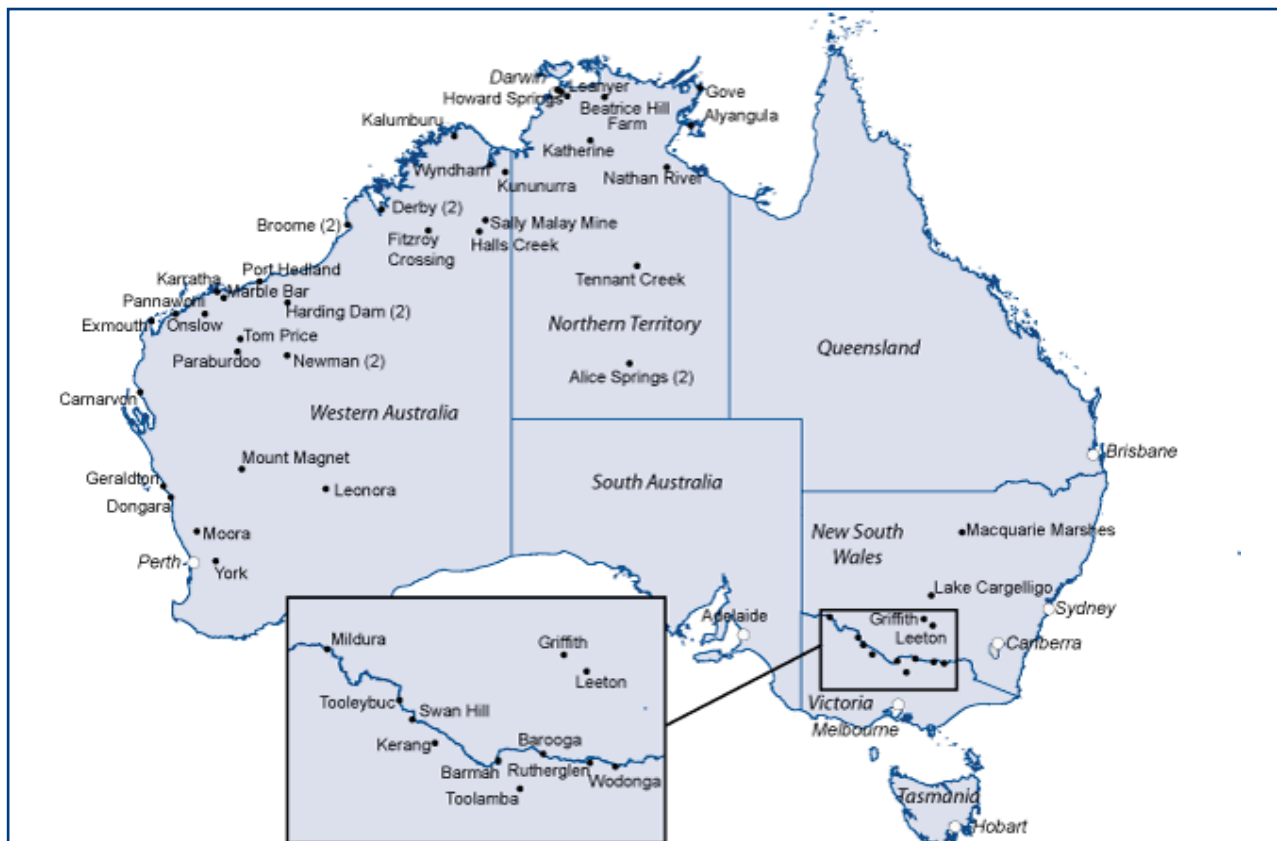 Darwin
Leanyer
Howard Springs
Beatrice Hill
Farm
Gove
Alyangula
Kalumburu
Katherine
Wyndham
Kununurra
Nathan River
Derby (2)
Broome (2)
Sally Malay Mine
Fitzroy
Crossing
Halls Creek
Tennant Creek
Port Hedland
Karratha
Marble Bar
Pannawonl
Harding Dam (2)
Exmouth
Onslow
Northern Territory
Tom Price
Paraburdoo
Newman (2)
Queensland
Alice Springs (2)
Carnarvon
Western Australia
Mount Magnet
Geraldton
Leonora
South Australia
Brisbane
Dongara
Moora
New South
Wales
Macquarie Marshes
Perth
York
Lake Cargelligo
Adelaide
Sydney
Griffith
Leeton
Canberra
Victoria
Melbourne
Tasmania
Hobart
Mildura
Griffith
Leeton
Tooleybuc
Swan Hill
Kerang
Barooga
Barmah
Rutherglen
Wodonga
Toolamba